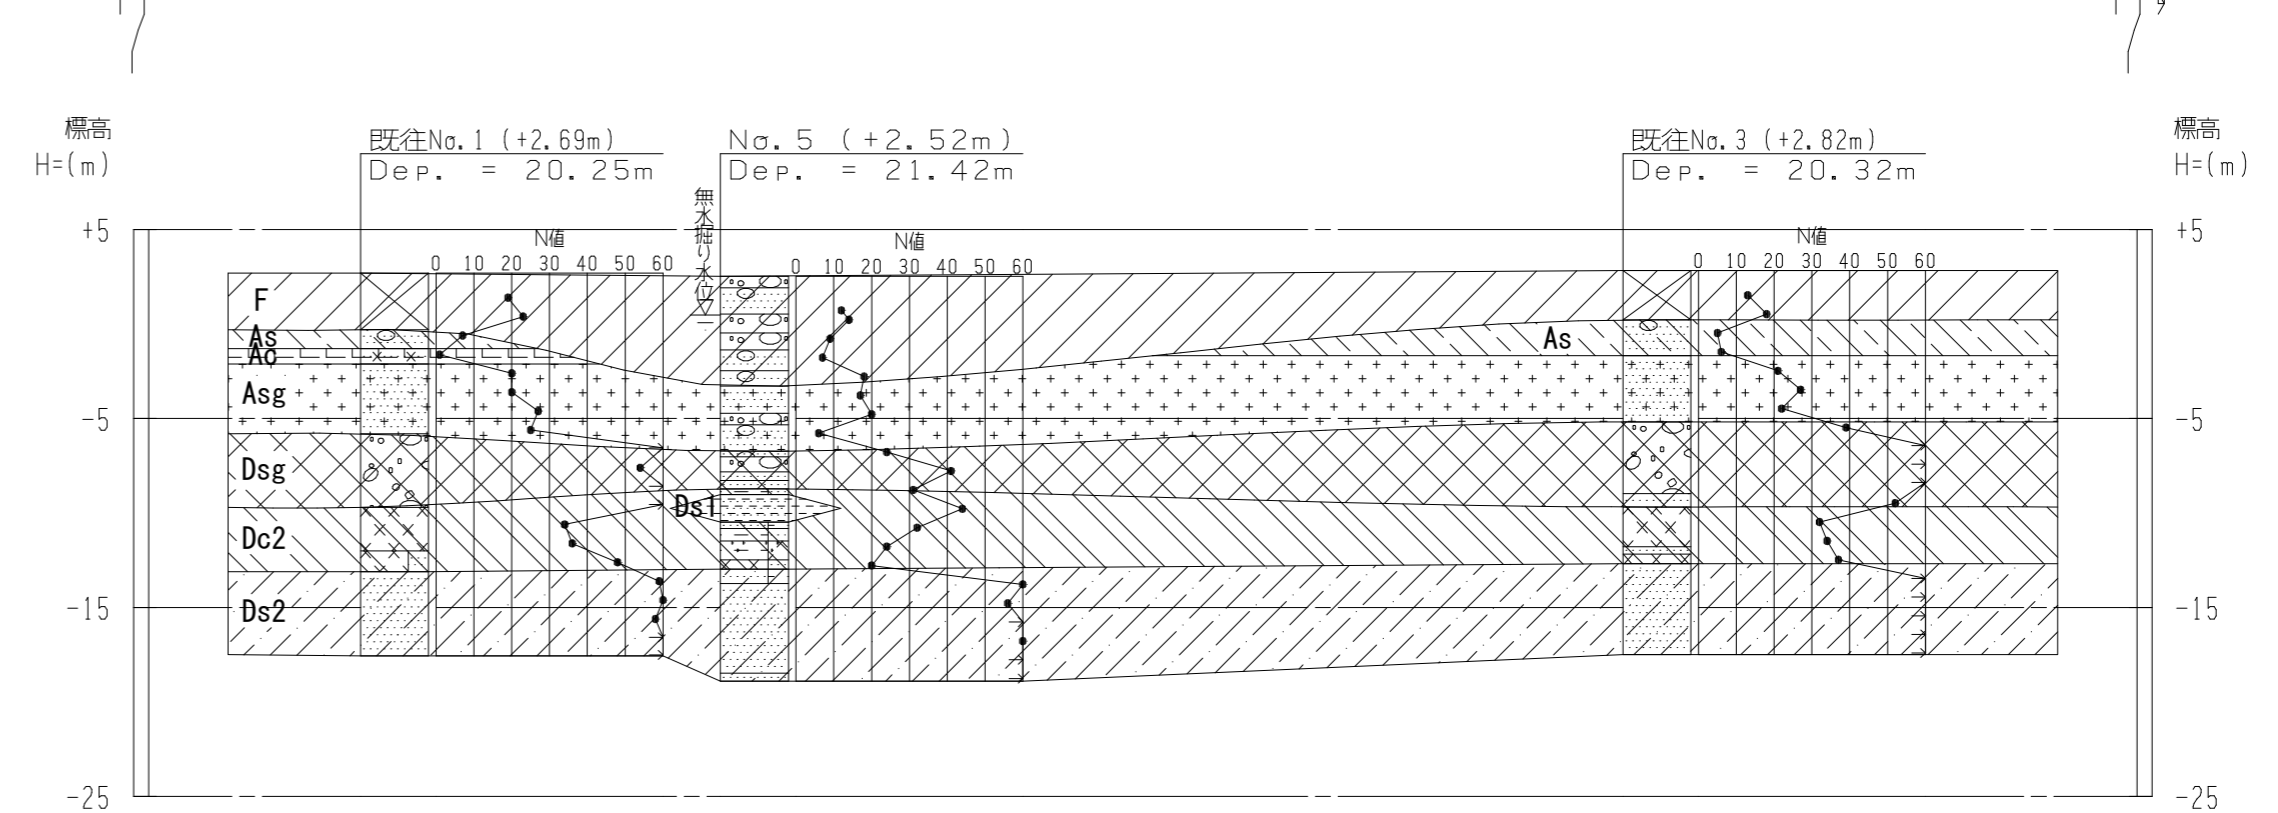 標高
H=(m)
既往No.1 (+2.69m)
Dep. = 20.25m
No.5 (+2.52m)
Dep. = 21.42m
既往No.3 (+2.82m)
Dep. = 20.32m
標高
H=(m)
無水掘り水位
+5
N値
0 10 20 30 40 50 60
N値
0 10 20 30 40 50 60
N値
0 10 20 30 40 50 60
+5
F
As
Ac
As
Asg
-5
-5
Dsg
Ds1
Dc2
Ds2
-15
-15
-25
-25